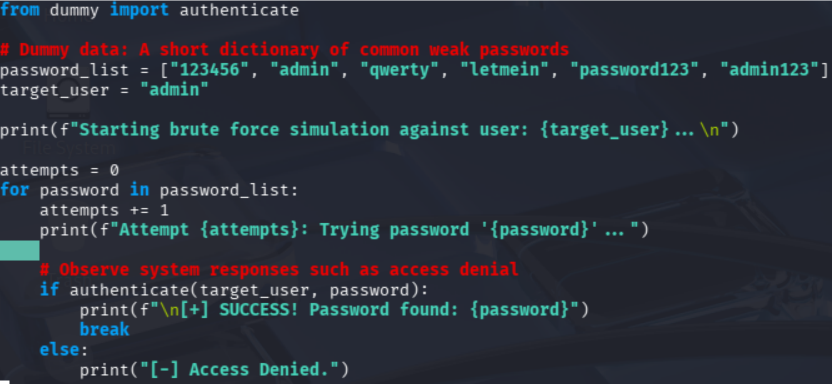 from dummy import authenticate
# Dummy data: A short dictionary of common weak passwords
password_list = ["123456", "admin", "qwerty", "letmein", "password123", "admin123"]
target_user = "admin"
print(f"Starting brute force simulation against user: {target_user}...\n")
attempts = 0
for password in password_list:
    attempts += 1
    print(f"Attempt {attempts}: Trying password '{password}'...")
    # Observe system responses such as access denial
    if authenticate(target_user, password):
        print(f"\n[+] SUCCESS! Password found: {password}")
        break
    else:
        print("[-] Access Denied.")